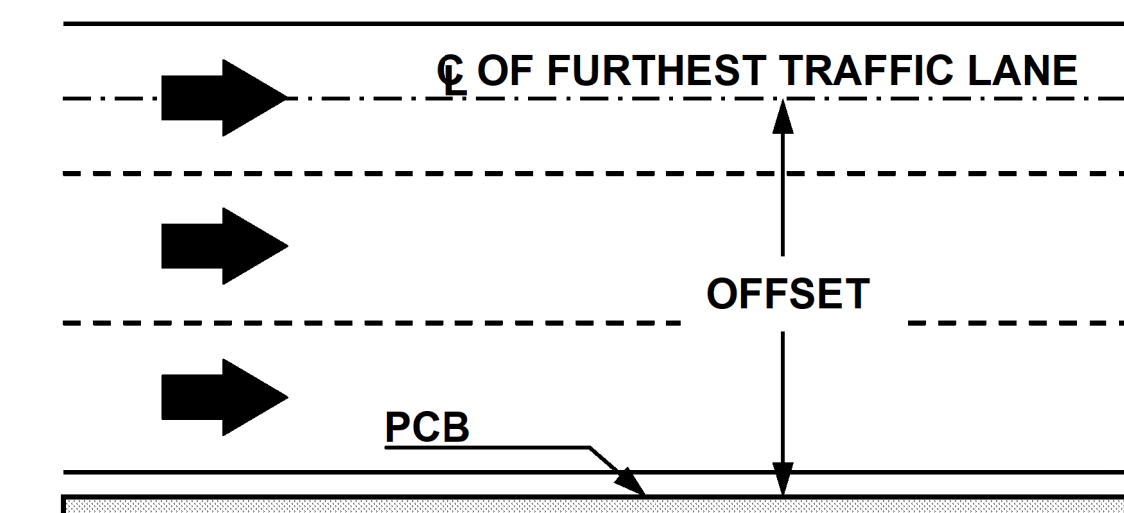 ℄ OF FURTHEST TRAFFIC LANE
OFFSET
PCB